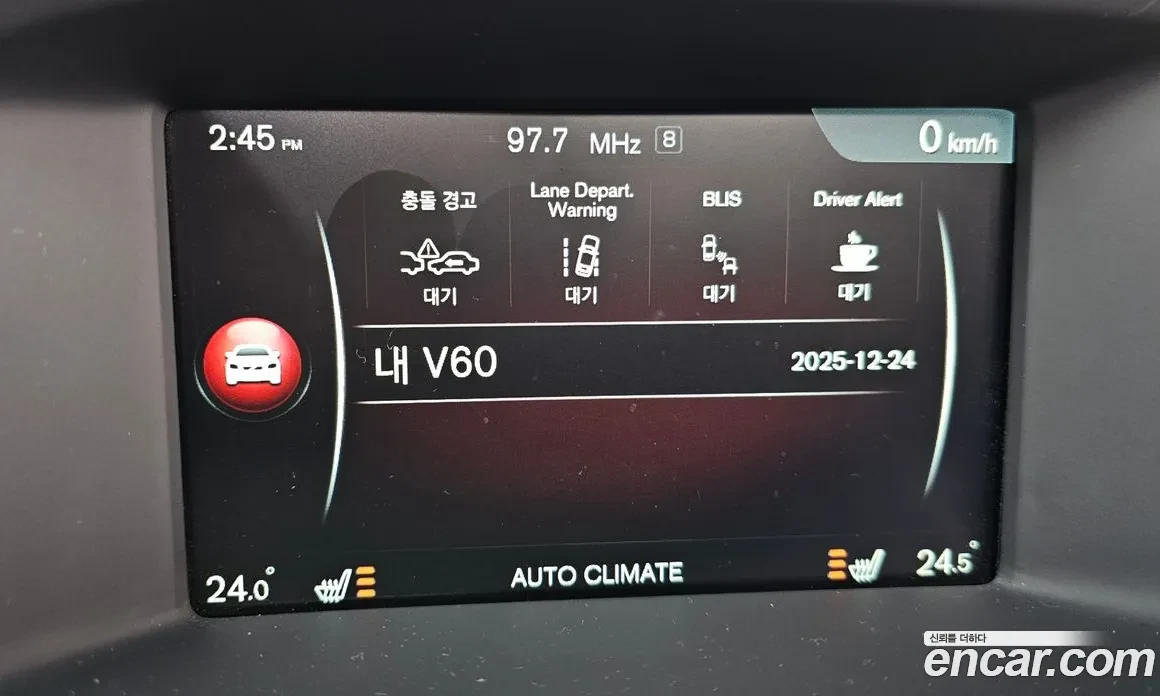 2:45 PM
97.7 MHz 8
0 km/h
충돌 경고
대기
Lane Depart.
Warning
대기
BLIS
대기
Driver Alert
대기
내 V60
2025-12-24
24.0°
AUTO CLIMATE
24.5°
신뢰를 더하다
encar.com